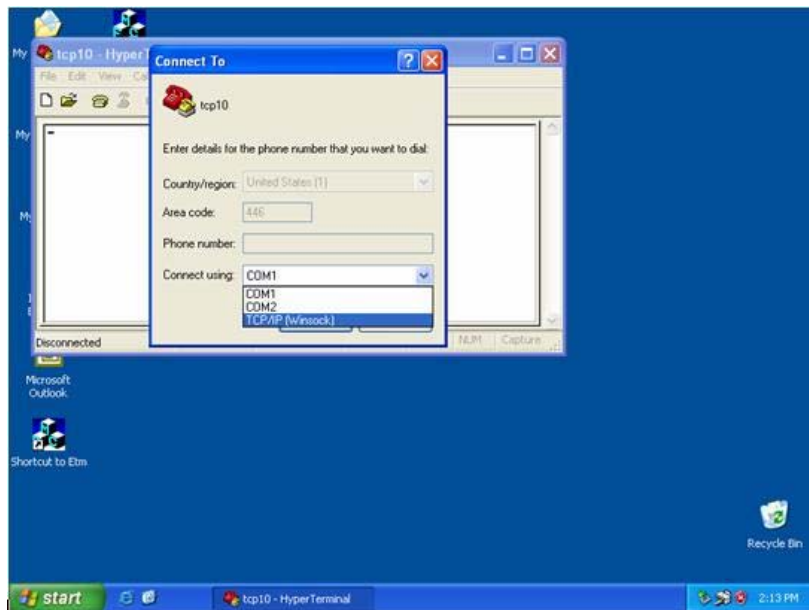 My
tcp10 - HyperT
File Edit View Ca
Connect To
tcp10
Enter details for the phone number that you want to dial:
Country/region: United States (1)
Area code: 446
Phone number:
Connect using: COM1
COM1
COM2
TCP/IP (Winsock)
My
My
Disconnected
NUM
Capture
Microsoft
Outlook
Shortcut to Etm
Recycle Bin
start
tcp10 - HyperTerminal
2:13 PM